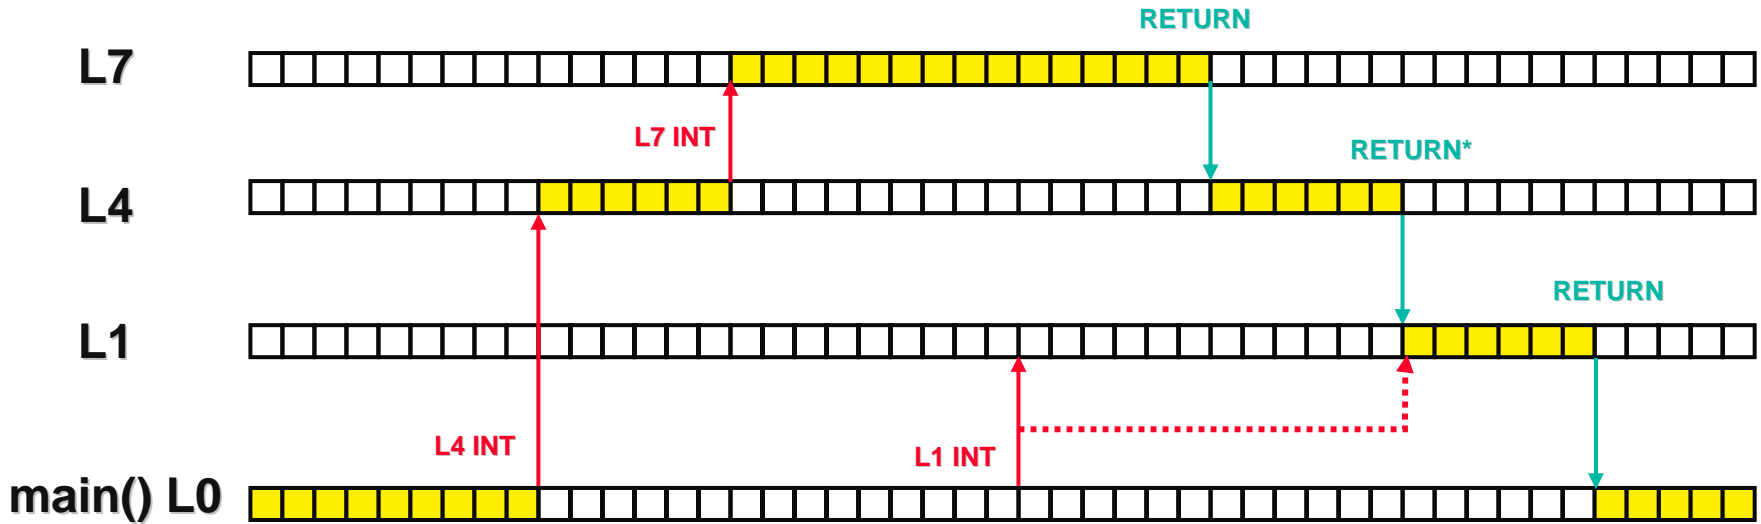 RETURN
L7
L7 INT
RETURN*
L4
RETURN
L1
L4 INT
L1 INT
main() L0